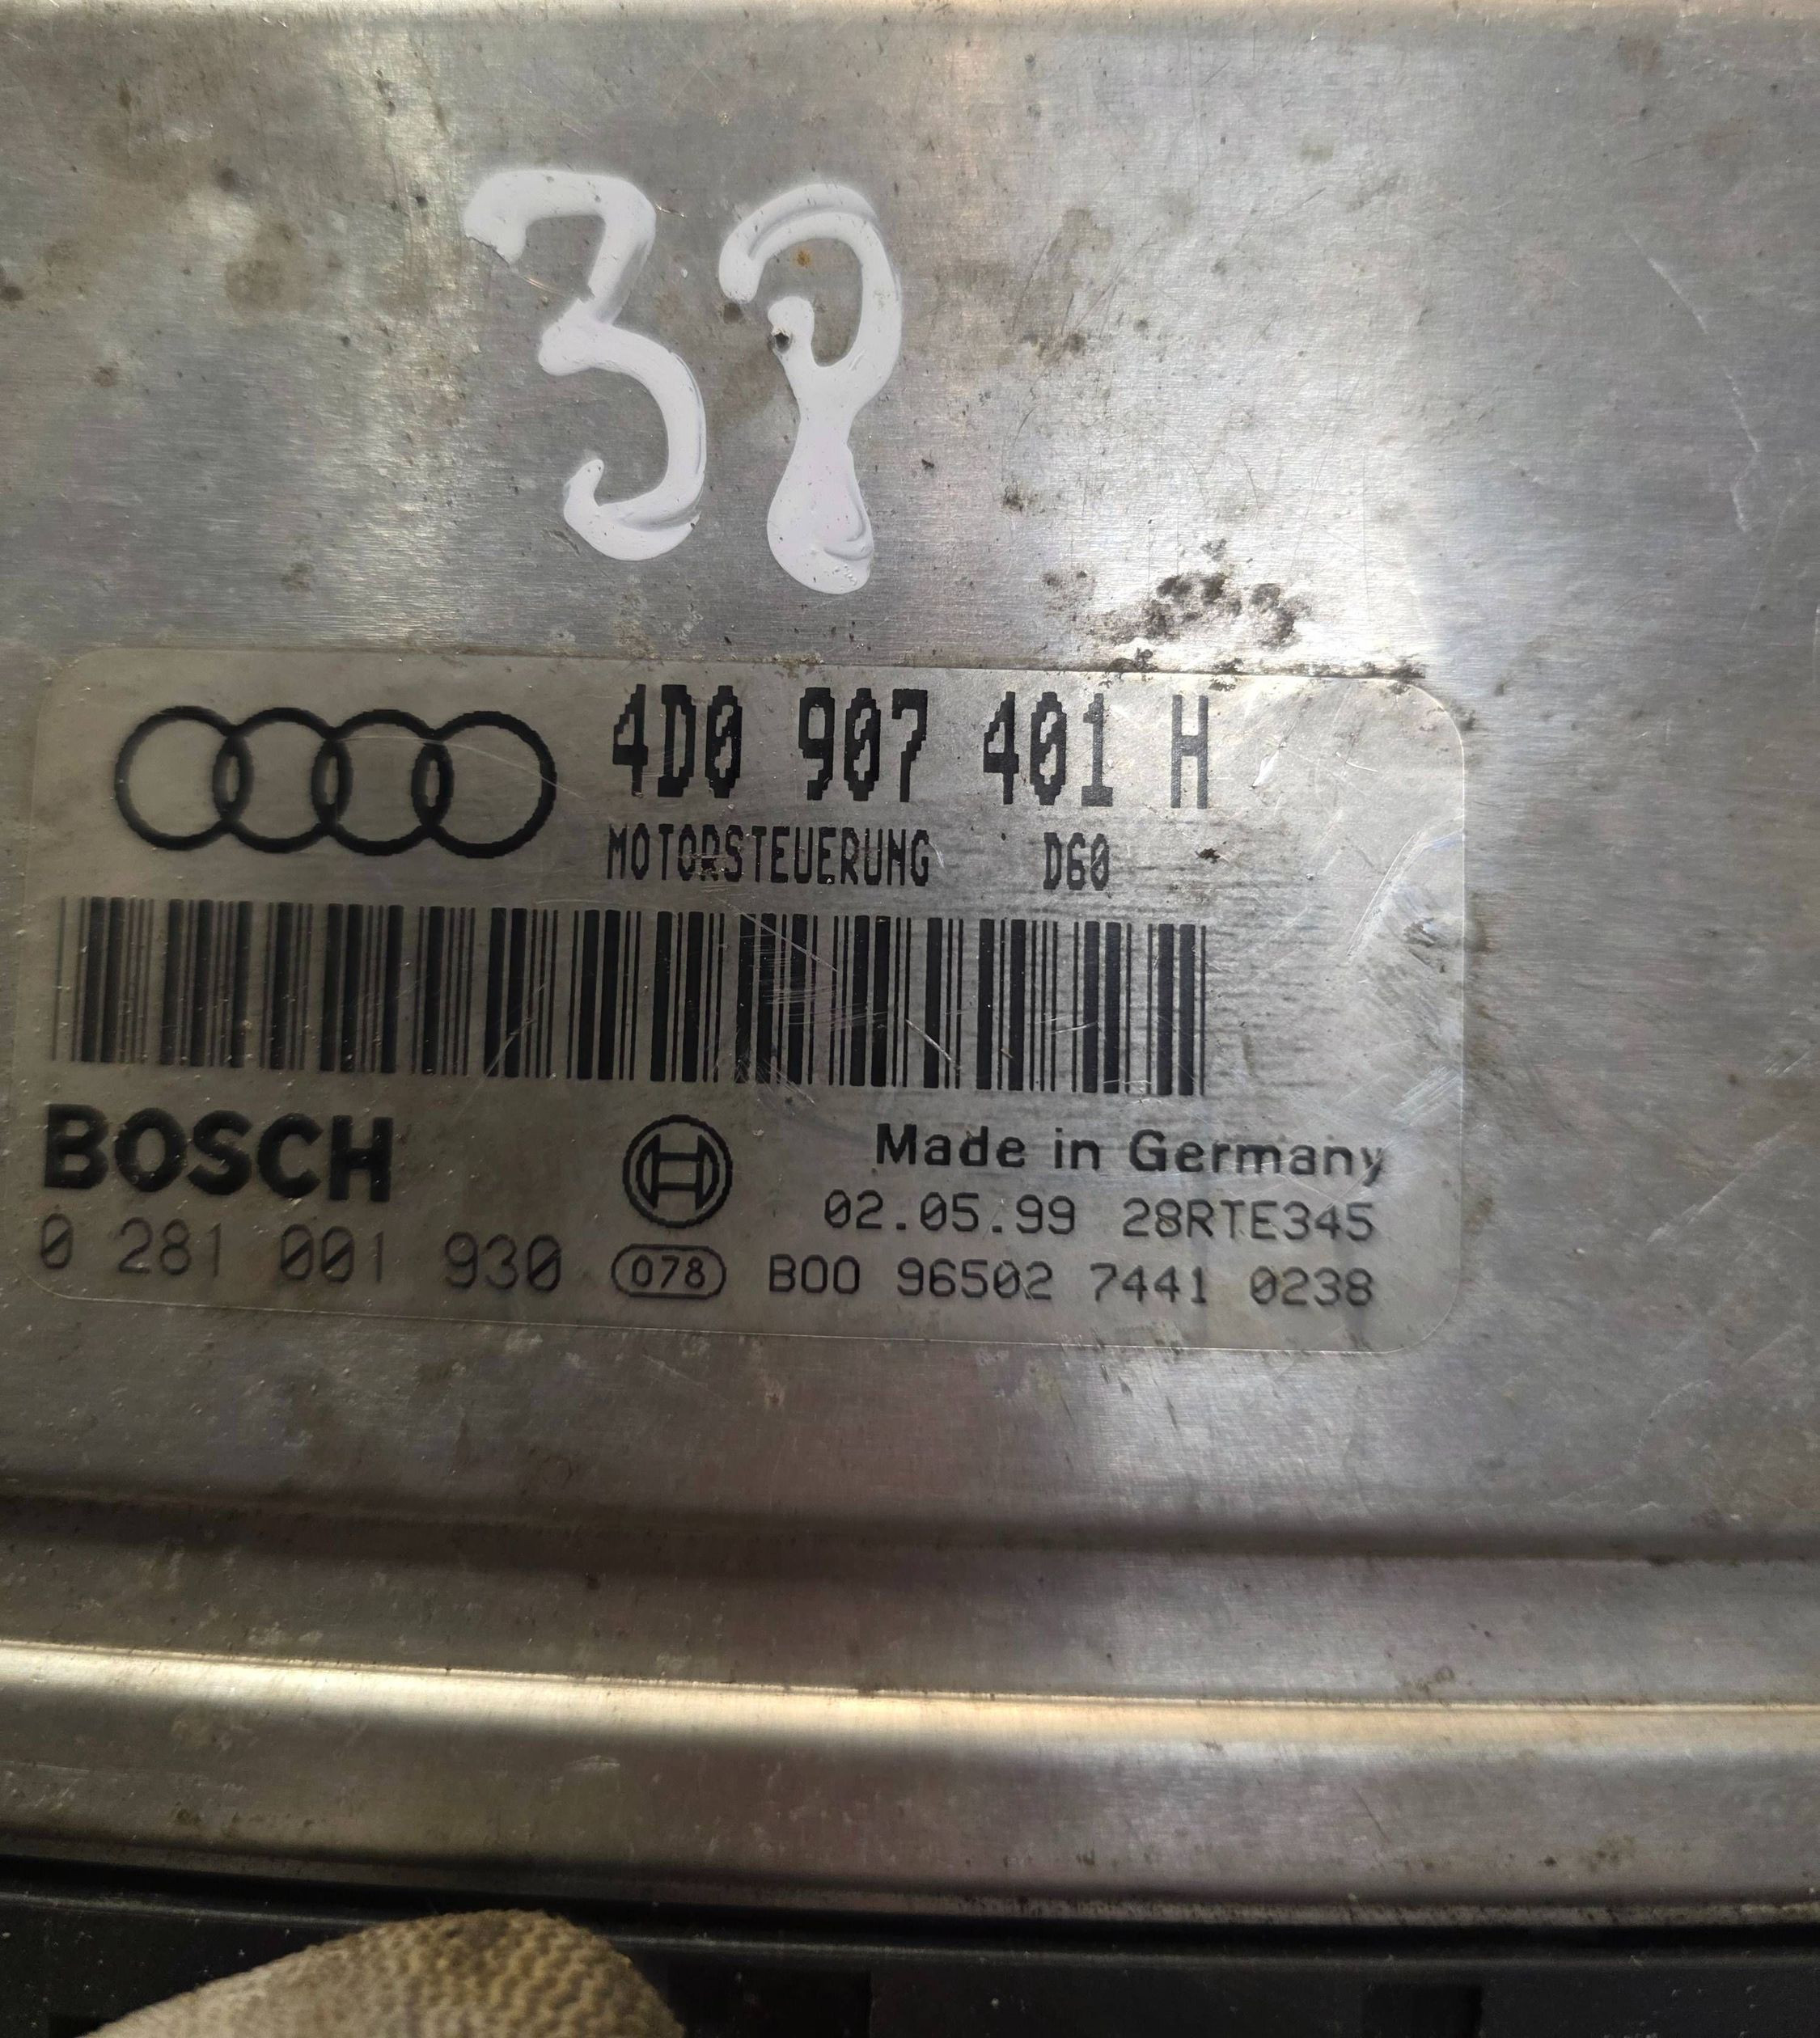 38
4D0 907 401 H
MOTORSTEUERUNG D60
BOSCH
Made in Germany
02.05.99 28RTE345
0 281 001 930 078 B00 96502 7441 0238